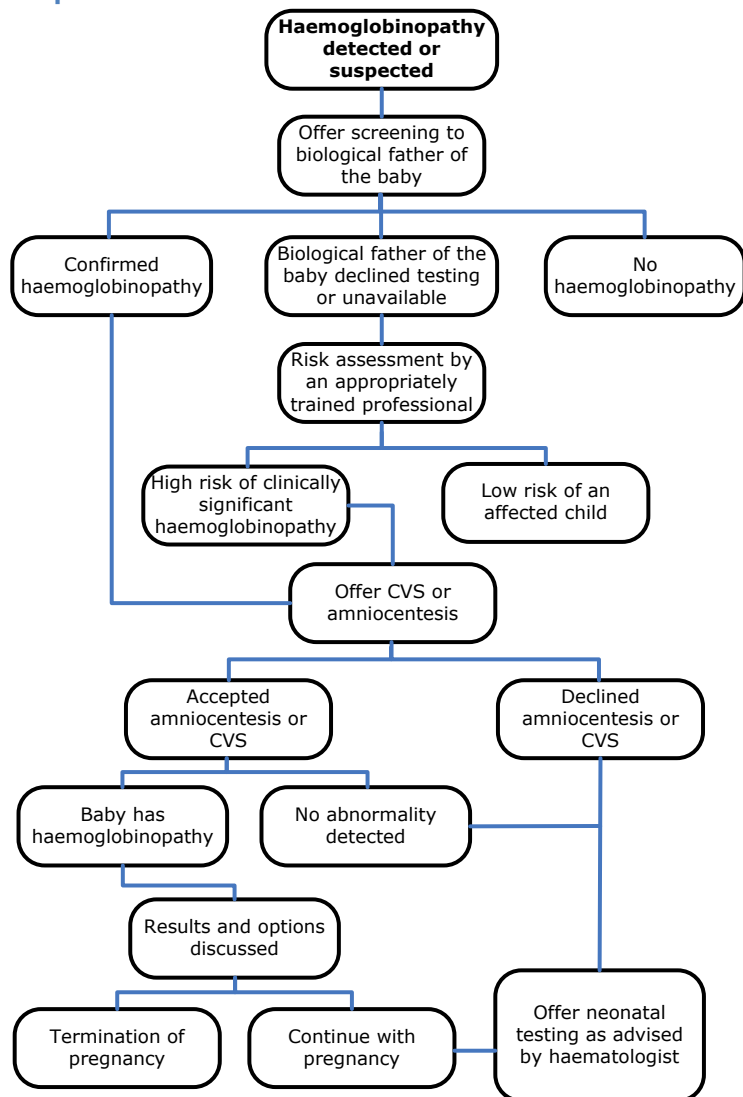 Haemoglobinopathy
detected or
suspected
Offer screening to
biological father of
the baby
Confirmed
haemoglobinopathy
Biological father of the
baby declined testing
or unavailable
No
haemoglobinopathy
Risk assessment by
an appropriately
trained professional
High risk of clinically
significant
haemoglobinopathy
Low risk of an
affected child
Offer CVS or
amniocentesis
Accepted
amniocentesis or
CVS
Declined
amniocentesis or
CVS
Baby has
haemoglobinopathy
No abnormality
detected
Results and options
discussed
Termination of
pregnancy
Continue with
pregnancy
Offer neonatal
testing as advised
by haematologist